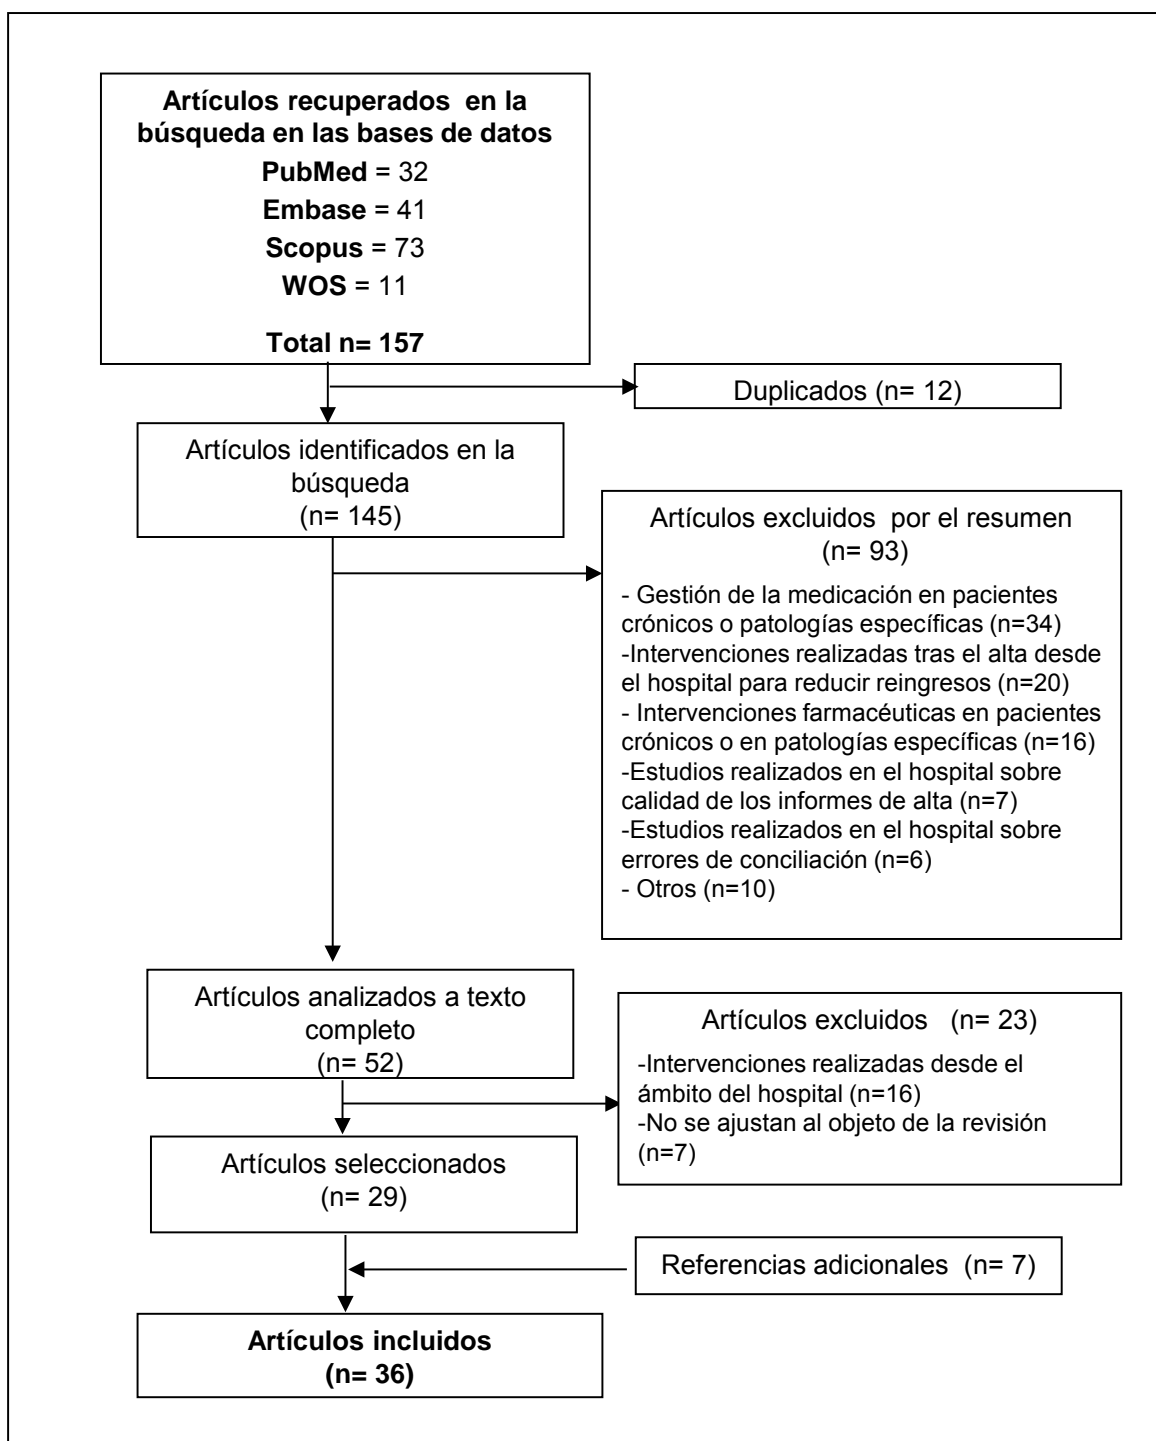 Artículos recuperados en la
búsqueda en las bases de datos
PubMed = 32
Embase = 41
Scopus = 73
WOS = 11
Total n= 157
Duplicados (n= 12)
Artículos identificados en la
búsqueda
(n= 145)
Artículos excluidos por el resumen
(n= 93)
- Gestión de la medicación en pacientes
crónicos o patologías específicas (n=34)
-Intervenciones realizadas tras el alta desde
el hospital para reducir reingresos (n=20)
- Intervenciones farmacéuticas en pacientes
crónicos o en patologías específicas (n=16)
-Estudios realizados en el hospital sobre
calidad de los informes de alta (n=7)
-Estudios realizados en el hospital sobre
errores de conciliación (n=6)
- Otros (n=10)
Artículos analizados a texto
completo
(n= 52)
Artículos excluidos (n= 23)
-Intervenciones realizadas desde el
ámbito del hospital (n=16)
-No se ajustan al objeto de la revisión
(n=7)
Artículos seleccionados
(n= 29)
Referencias adicionales (n= 7)
Artículos incluidos
(n= 36)